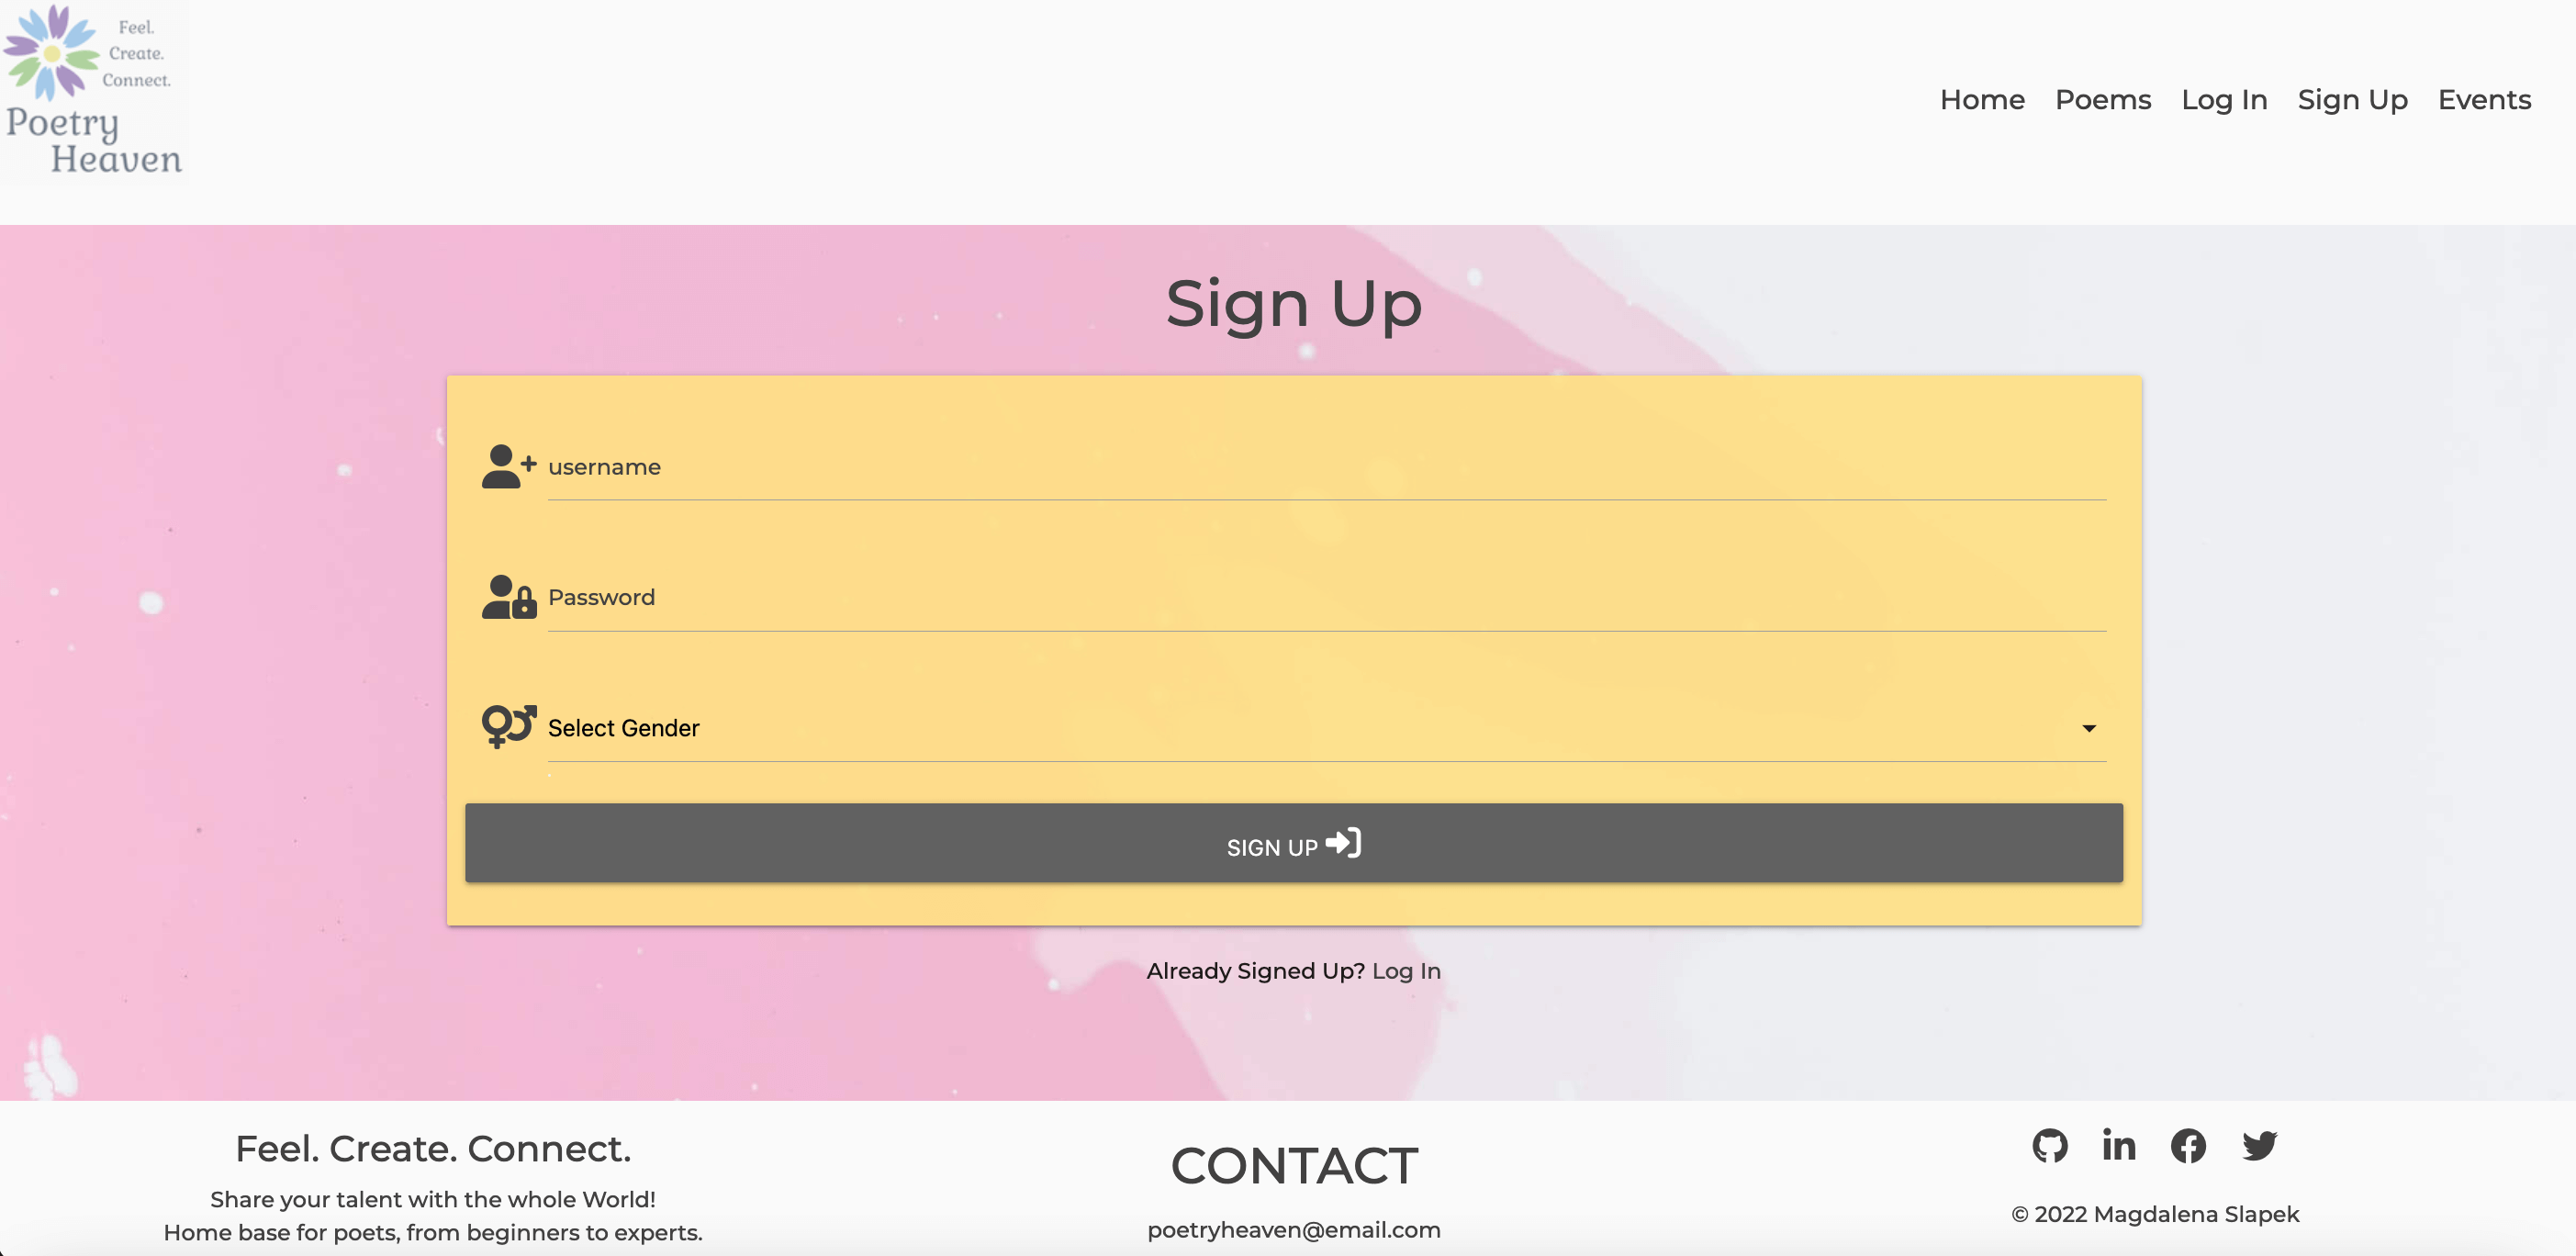 Feel.
Create.
Connect.
Poetry
Heaven
Home Poems Log In Sign Up Events
Sign Up
username
Password
Select Gender
SIGN UP
Already Signed Up? Log In
Feel. Create. Connect.
Share your talent with the whole World!
Home base for poets, from beginners to experts.
CONTACT
poetryheaven@email.com
© 2022 Magdalena Slapek